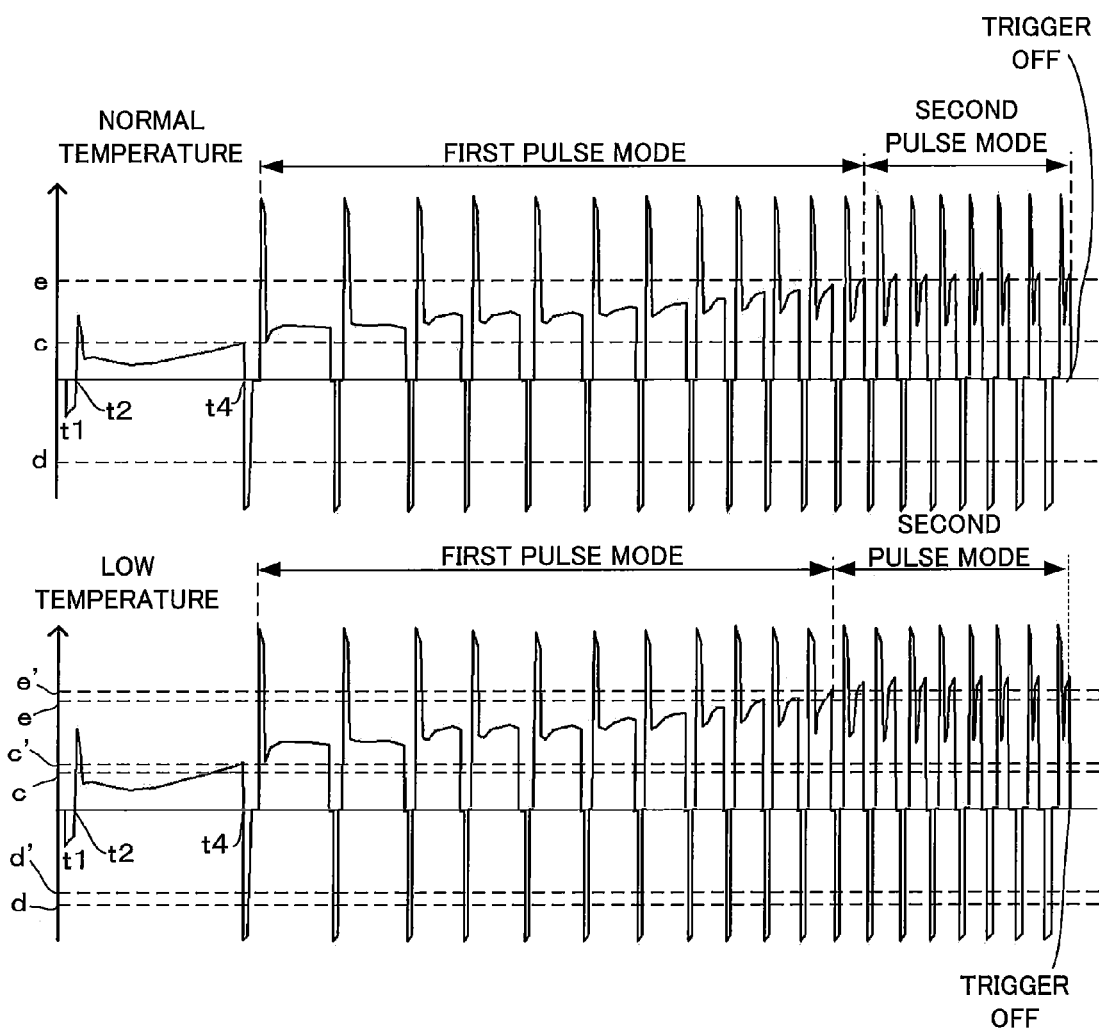 TRIGGER
OFF
NORMAL
TEMPERATURE
FIRST PULSE MODE
SECOND
PULSE MODE
e
c
t1
t2
t4
d
LOW
TEMPERATURE
FIRST PULSE MODE
SECOND
PULSE MODE
e'
e
c'
c
t1
t2
t4
d'
d
TRIGGER
OFF